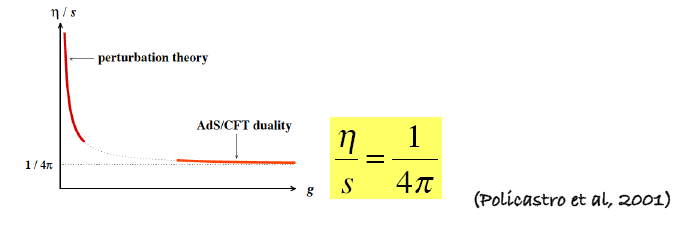 η / s
perturbation theory
AdS/CFT duality
1 / 4π
g
η/s = 1/4π
(Policastro et al, 2001)